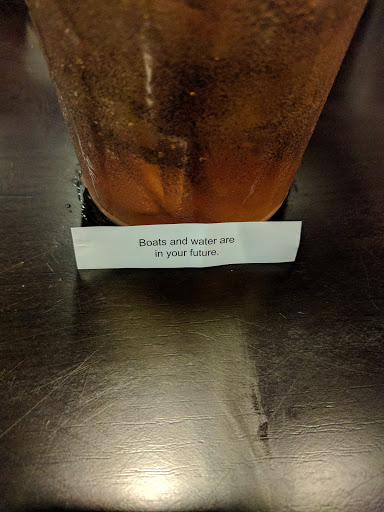 Boats and water are
in your future.